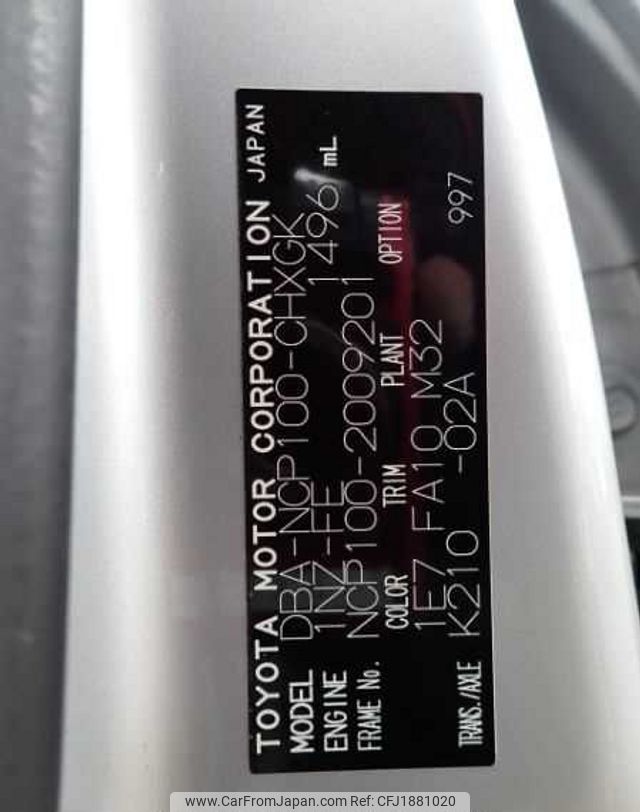 TOYOTA MOTOR CORPORATION JAPAN
MODEL DBA-NCP100-CHXGK
ENGINE 1NZ-FE 1496 mL
FRAME No. NCP100-2009201
COLOR TRIM PLANT OPTION
1E7 FA10 M32
TRANS./AXLE K210 -02A 997
www.CarFromJapan.com Ref: CFJ1881020